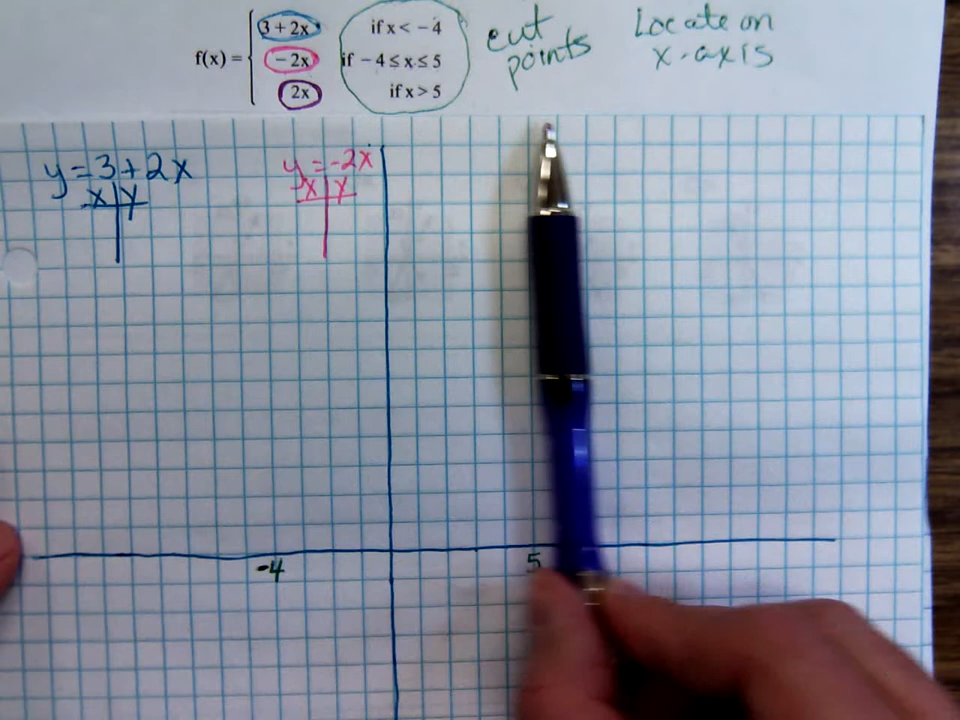 f(x) = { 3 + 2x if x < - 4
- 2x if - 4 ≤ x ≤ 5
2x if x > 5
cut points
Locate on
x-axis
y = 3 + 2x
x y
y = -2x
x y
-4 5